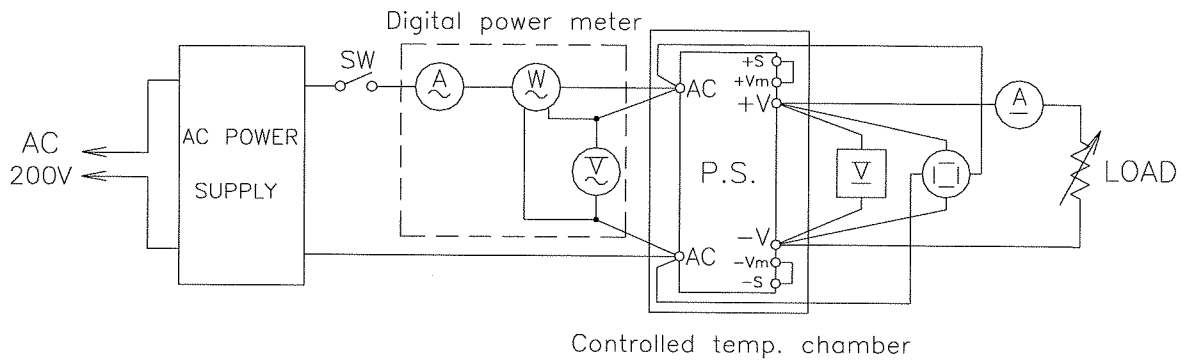 Digital power meter
SW
A
W
V
AC
200V
AC POWER
SUPPLY
AC
AC
P.S.
+S
+Vm
+V
-V
-Vm
-S
V
A
LOAD
Controlled temp. chamber